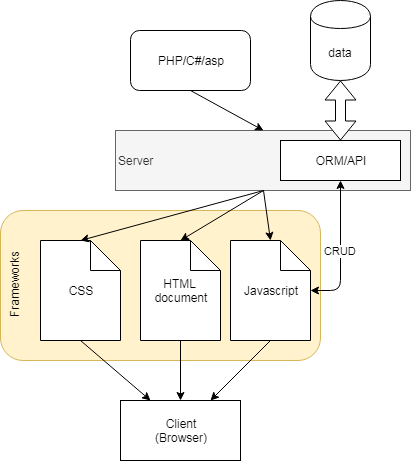 PHP/C#/asp
data
Server
ORM/API
CRUD
Frameworks
CSS
HTML
document
Javascript
Client
(Browser)